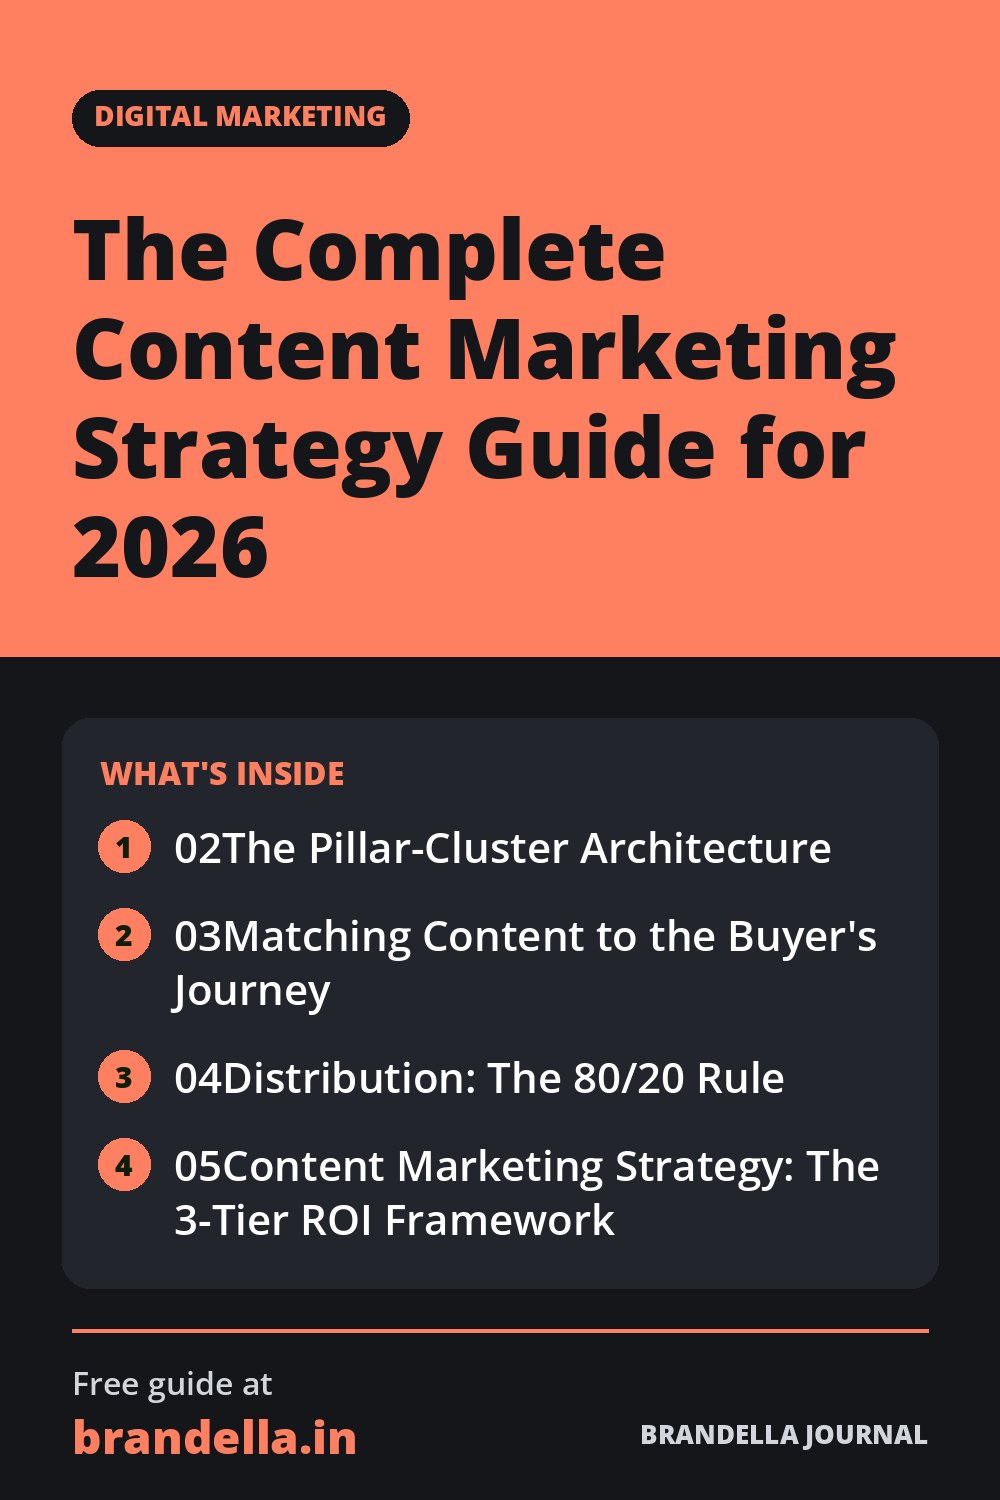 DIGITAL MARKETING
The Complete
Content Marketing
Strategy Guide for
2026
WHAT'S INSIDE
1 02The Pillar-Cluster Architecture
2 03Matching Content to the Buyer's
Journey
3 04Distribution: The 80/20 Rule
4 05Content Marketing Strategy: The
3-Tier ROI Framework
Free guide at
brandella.in
BRANDELLA JOURNAL